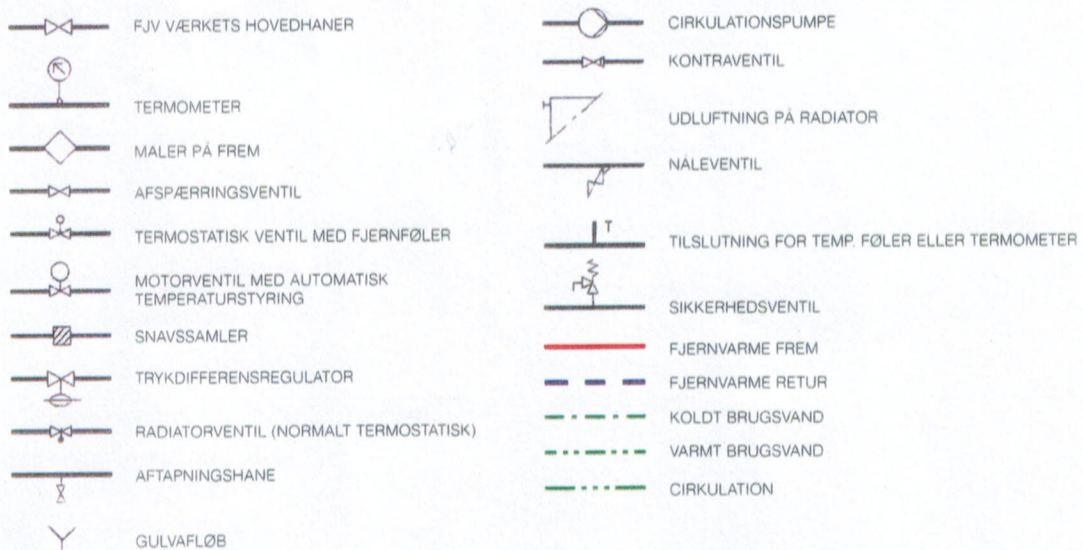 FJV VÆRKETS HOVEDHANER
TERMOMETER
MALER PÅ FREM
AFSPÆRRINGSVENTIL
TERMOSTATISK VENTIL MED FJERNFØLER
MOTORVENTIL MED AUTOMATISK
TEMPERATURSTYRING
SNAVSSAMLER
TRYKDIFFERENSREGULATOR
RADIATORVENTIL (NORMALT TERMOSTATISK)
AFTAPNINGSHANE
GULVAFLØB
CIRKULATIONSPUMPE
KONTRAVENTIL
UDLUFTNING PÅ RADIATOR
NÅLEVENTIL
T
TILSLUTNING FOR TEMP. FØLER ELLER TERMOMETER
SIKKERHEDSVENTIL
FJERNVARME FREM
FJERNVARME RETUR
KOLDT BRUGSVAND
VARMT BRUGSVAND
CIRKULATION